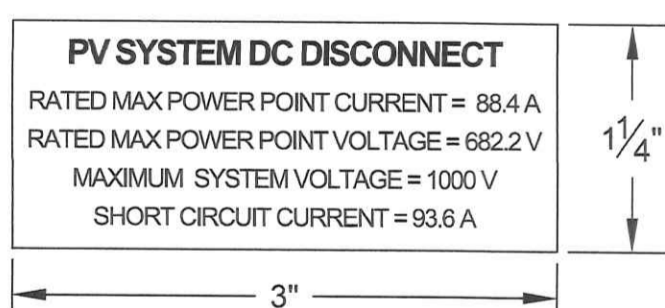 PV SYSTEM DC DISCONNECT
RATED MAX POWER POINT CURRENT = 88.4 A
RATED MAX POWER POINT VOLTAGE = 682.2 V
MAXIMUM SYSTEM VOLTAGE = 1000 V
SHORT CIRCUIT CURRENT = 93.6 A
1¼"
3"